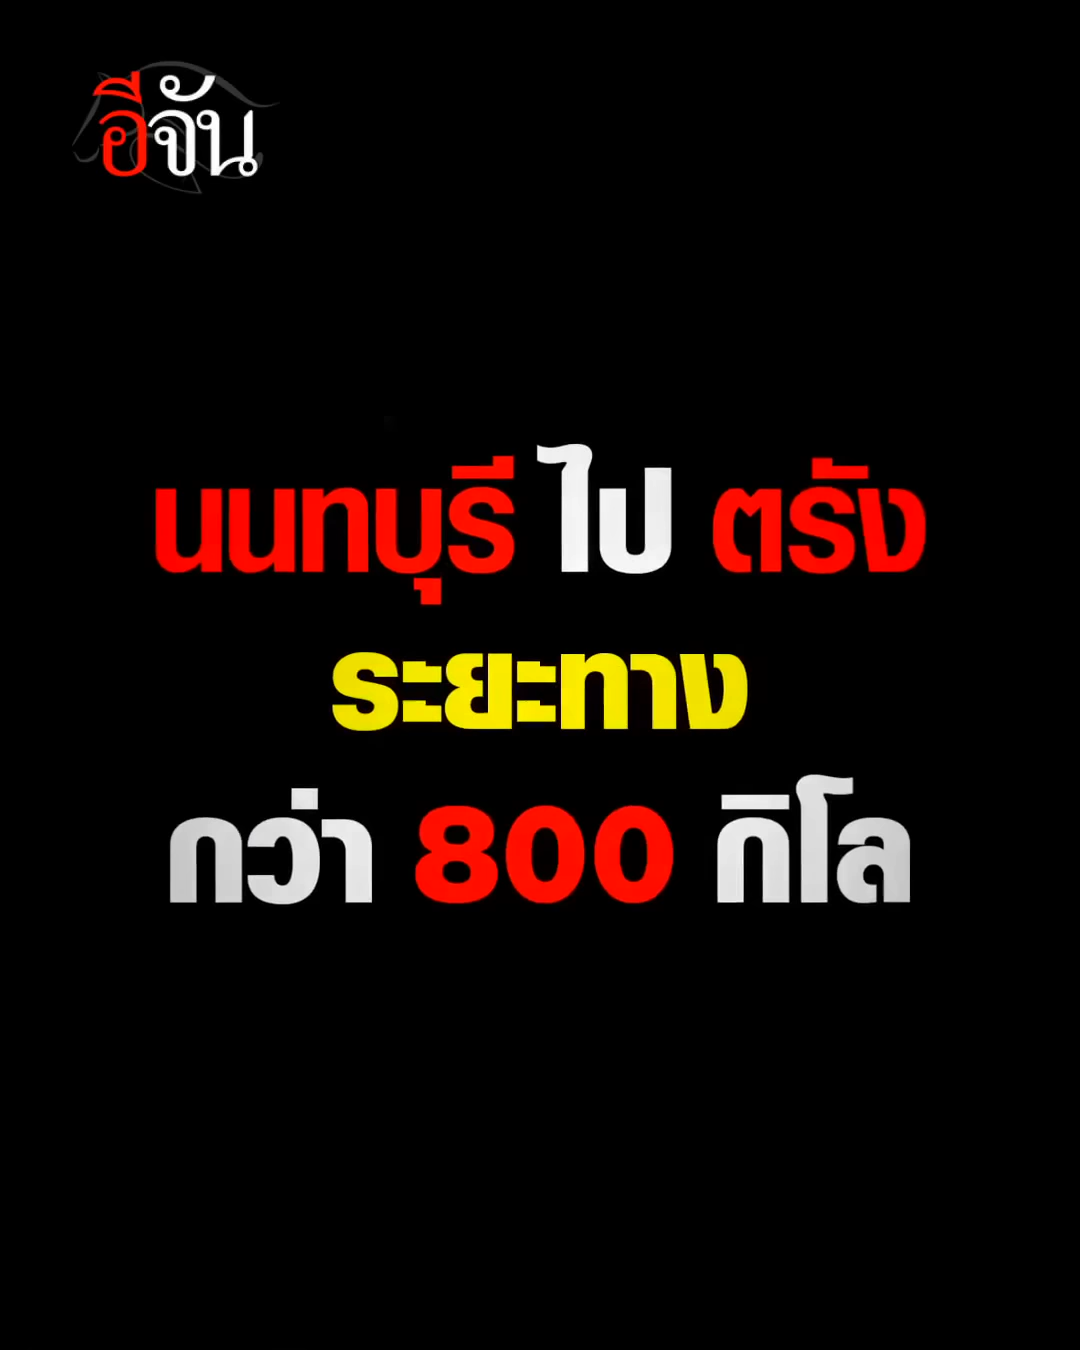 อีจัน
นนทบุรี ไป ตรัง
ระยะทาง
กว่า 800 กิโล